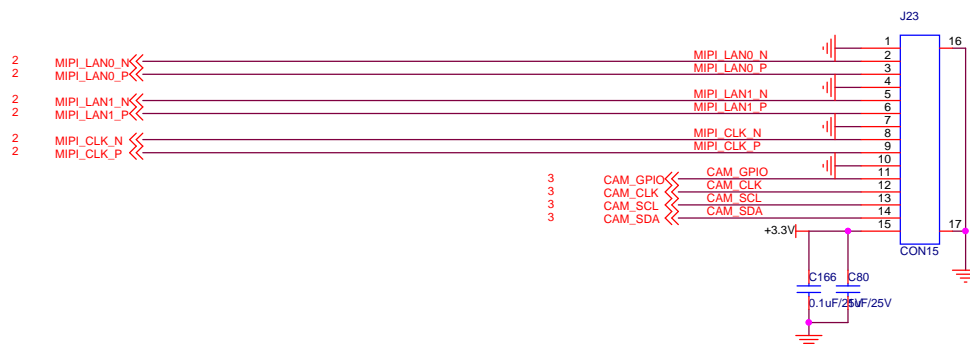 J23
1 16
2 MIPI_LAN0_N MIPI_LAN0_N 2
2 MIPI_LAN0_P MIPI_LAN0_P 3
4
2 MIPI_LAN1_N MIPI_LAN1_N 5
2 MIPI_LAN1_P MIPI_LAN1_P 6
7
2 MIPI_CLK_N MIPI_CLK_N 8
2 MIPI_CLK_P MIPI_CLK_P 9
10
3 CAM_GPIO CAM_GPIO 11
3 CAM_CLK CAM_CLK 12
3 CAM_SCL CAM_SCL 13
3 CAM_SDA CAM_SDA 14
+3.3V 15 17
CON15
C166 C80
0.1uF/25V